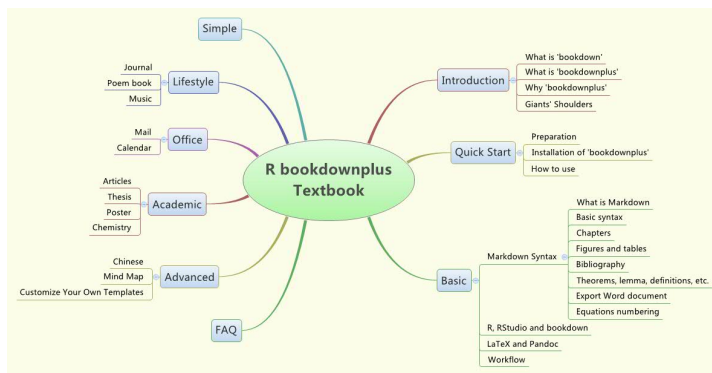 R bookdownplus
Textbook
Introduction
What is 'bookdown'
What is 'bookdownplus'
Why 'bookdownplus'
Giants' Shoulders
Quick Start
Preparation
Installation of 'bookdownplus'
How to use
Basic
Markdown Syntax
What is Markdown
Basic syntax
Chapters
Figures and tables
Bibliography
Theorems, lemma, definitions, etc.
Export Word document
Equations numbering
R, RStudio and bookdown
LaTeX and Pandoc
Workflow
Simple
Lifestyle
Journal
Poem book
Music
Office
Mail
Calendar
Academic
Articles
Thesis
Poster
Chemistry
Advanced
Chinese
Mind Map
Customize Your Own Templates
FAQ